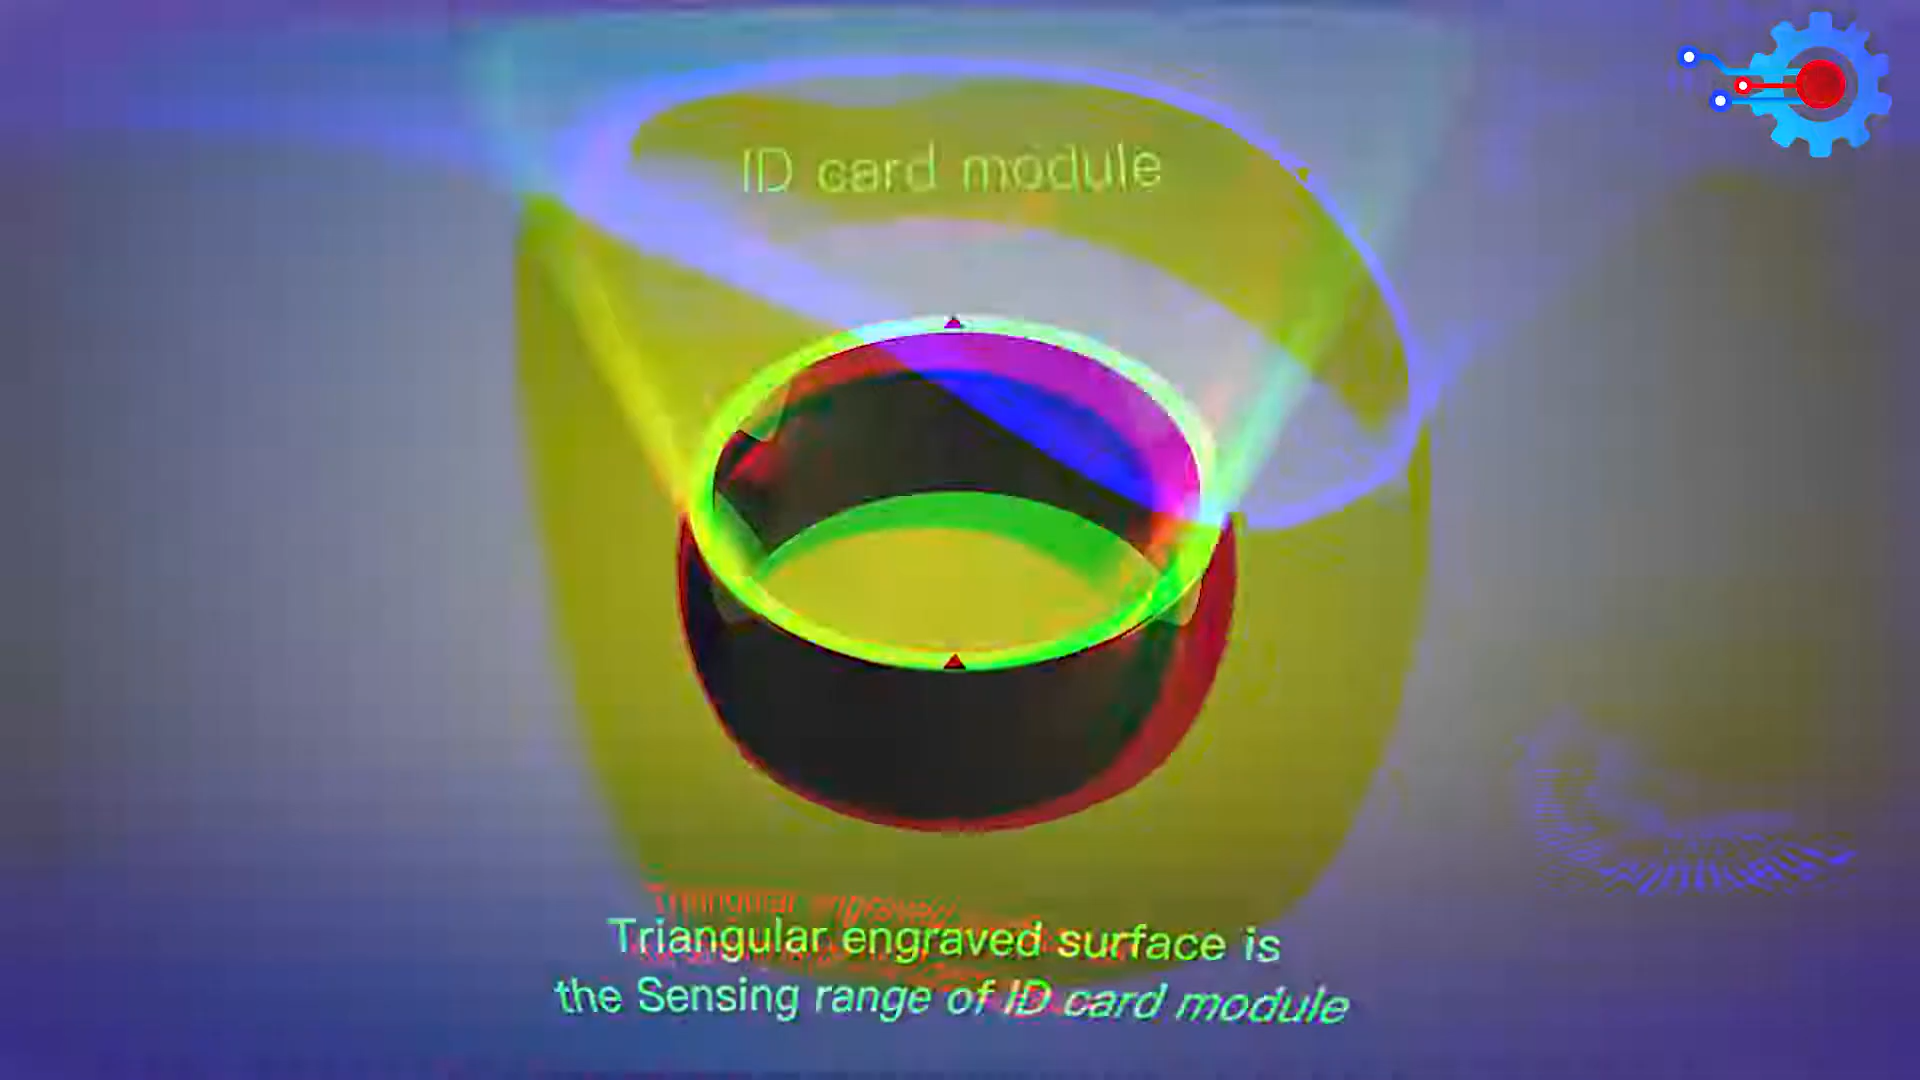 ID card module
Triangular engraved surface is
the Sensing range of ID card module